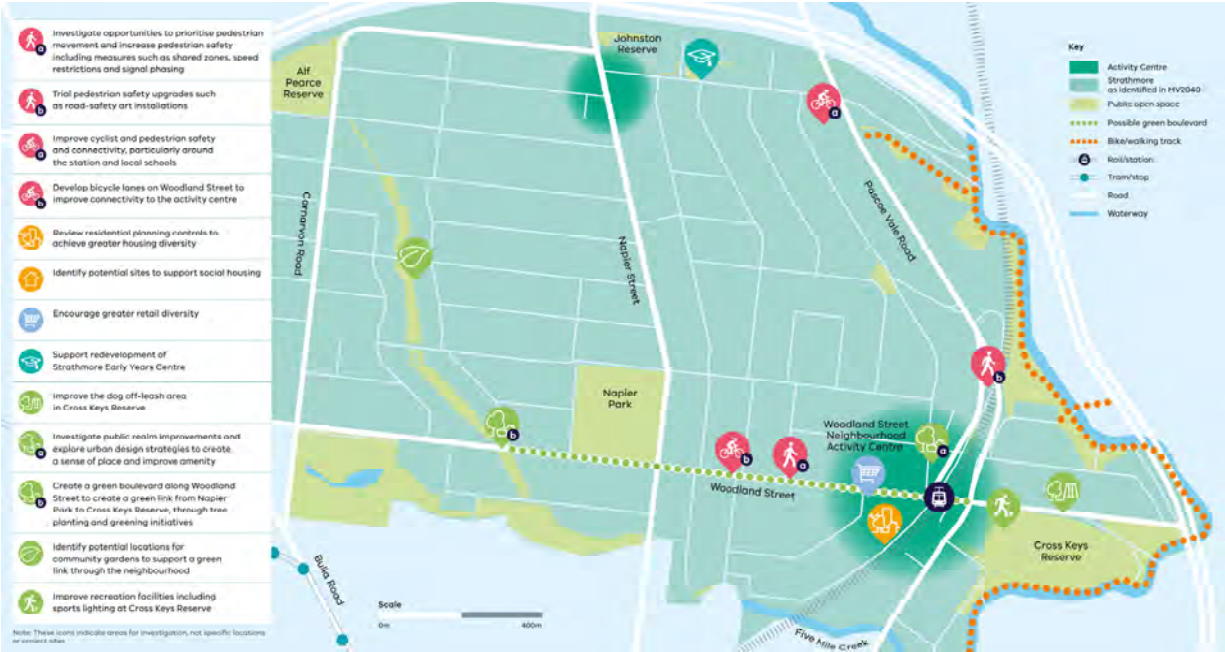 Investigate opportunities to prioritise pedestrian
movement and increase pedestrian safety
including measures such as shared zones, speed
restrictions and signal phasing
a
Trial pedestrian safety upgrades such
as road-safety art installations
b
Improve cyclist and pedestrian safety
and connectivity, particularly around
the station and local schools
a
Develop bicycle lanes on Woodland Street to
improve connectivity to the activity centre
b
Review residential planning controls to
achieve greater housing diversity
Identify potential sites to support social housing
Encourage greater retail diversity
Support redevelopment of
Strathmore Early Years Centre
Improve the dog off-leash area
in Cross Keys Reserve
Investigate public realm improvements and
explore urban design strategies to create
a sense of place and improve amenity
a
Create a green boulevard along Woodland
Street to create a green link from Napier
Park to Cross Keys Reserve, through tree
planting and greening initiatives
b
Identify potential locations for
community gardens to support a green
link through the neighbourhood
Improve recreation facilities including
sports lighting at Cross Keys Reserve
Note: These icons indicate areas for investigation, not specific locations
or project sites
Alf
Pearce
Reserve
Johnston
Reserve
a
Carnarvon Road
Napier Street
Pascoe Vale Road
b
Napier
Park
b
b
a
Woodland Street
Woodland Street
Neighbourhood
Activity Centre
a
Cross Keys
Reserve
Bulla Road
Scale
0m
400m
Five Mile Creek
Key
Activity Centre
Strathmore
as identified in MV2040
Public open space
Possible green boulevard
Bike/walking track
Rail/station
Tram/stop
Road
Waterway